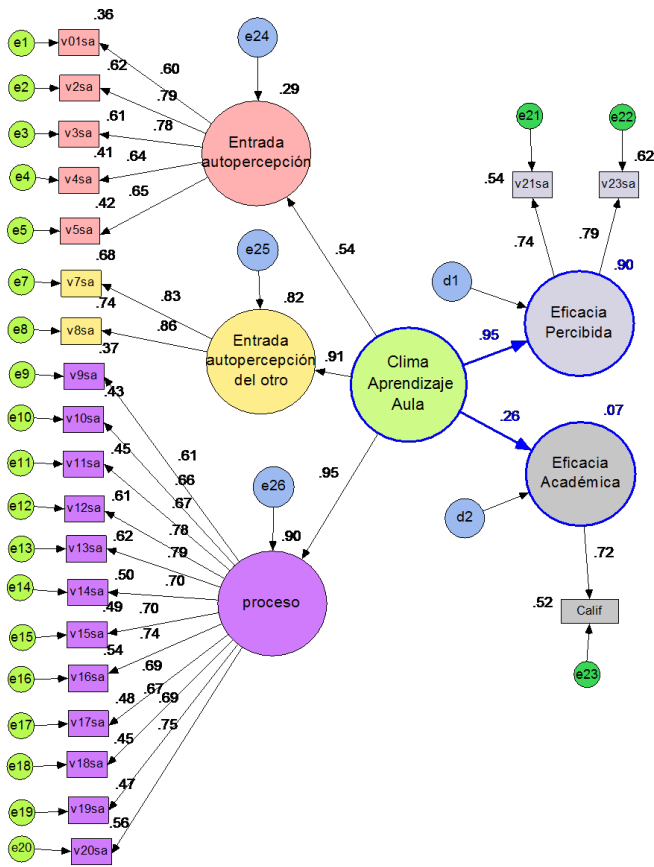 .36
e1
v01sa
e24
.62
.60
.29
e2
v2sa
.79
.61
.78
e3
v3sa
Entrada
autopercepción
.41
.64
e4
v4sa
.42
.65
e5
v5sa
e21
e22
.54
v21sa
v23sa
.62
.74
.79
.54
.68
e25
e7
v7sa
.83
.82
.74
.86
e8
v8sa
Entrada
autopercepción
del otro
.37
.91
Clima
Aprendizaje
Aula
d1
.90
Eficacia
Percibida
.95
e9
v9sa
.43
e10
v10sa
.45
.61
.26
.07
e11
v11sa
.66
.95
Eficacia
Académica
.67
e26
e12
v12sa
.61
.78
d2
e13
v13sa
.62
.79
.90
.72
e14
v14sa
.50
.70
proceso
.49
.70
.52
Calif
e15
v15sa
.74
.54
.69
e16
v16sa
e23
.67
.69
.48
e17
v17sa
.75
.45
e18
v18sa
.47
e19
v19sa
.56
e20
v20sa